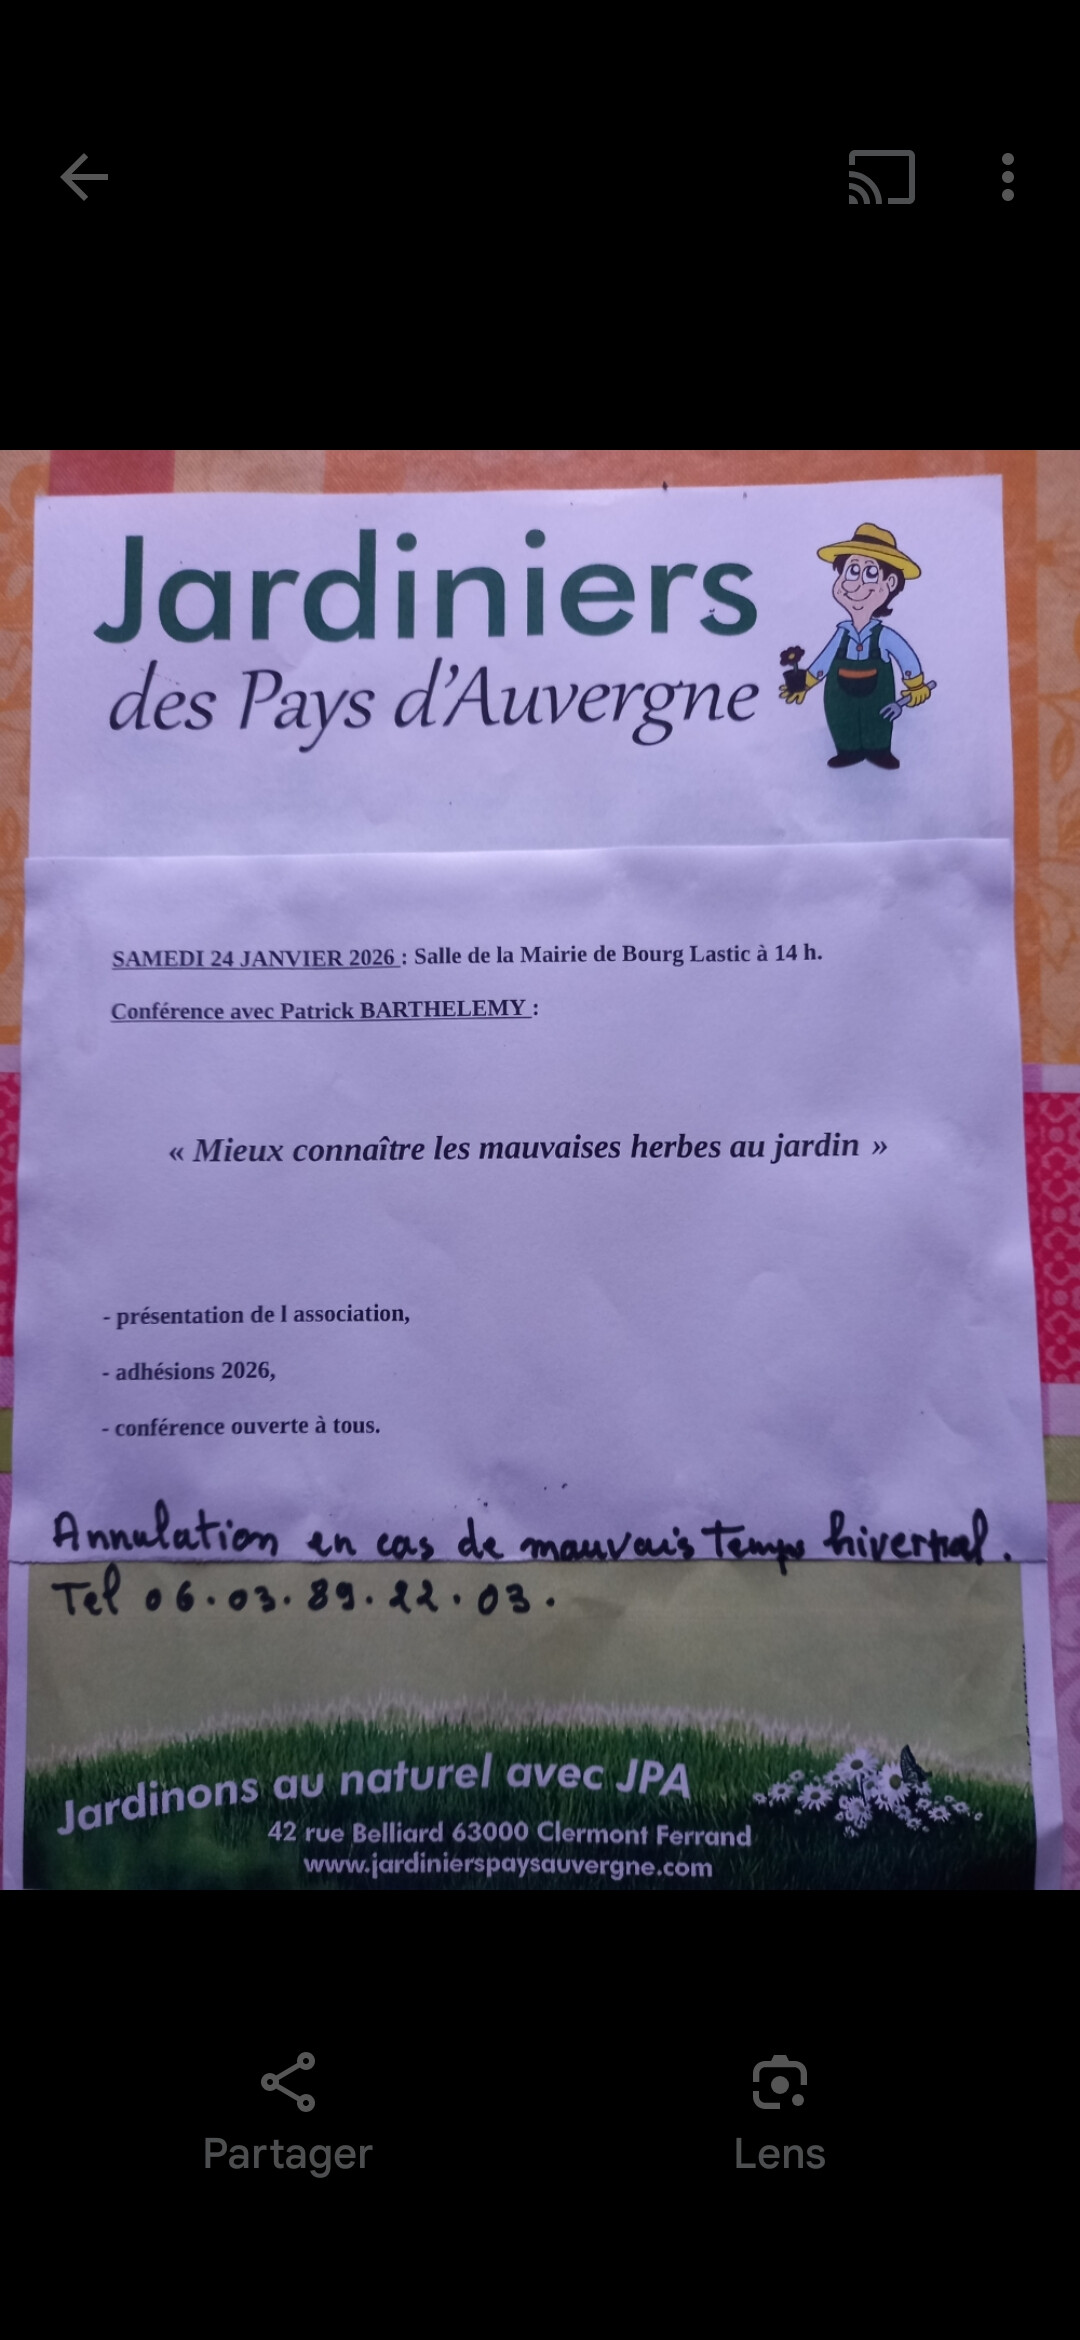 Jardiniers
des Pays d'Auvergne
SAMEDI 24 JANVIER 2026 : Salle de la Mairie de Bourg Lastic à 14 h.
Conférence avec Patrick BARTHELEMY :
« Mieux connaître les mauvaises herbes au jardin »
- présentation de l association,
- adhésions 2026,
- conférence ouverte à tous.
Annulation en cas de mauvais temps hivernal.
Tel 06.03.89.22.03.
Jardinons au naturel avec JPA
42 rue Belliard 63000 Clermont Ferrand
www.jardinierspaysauvergne.com
Partager
Lens